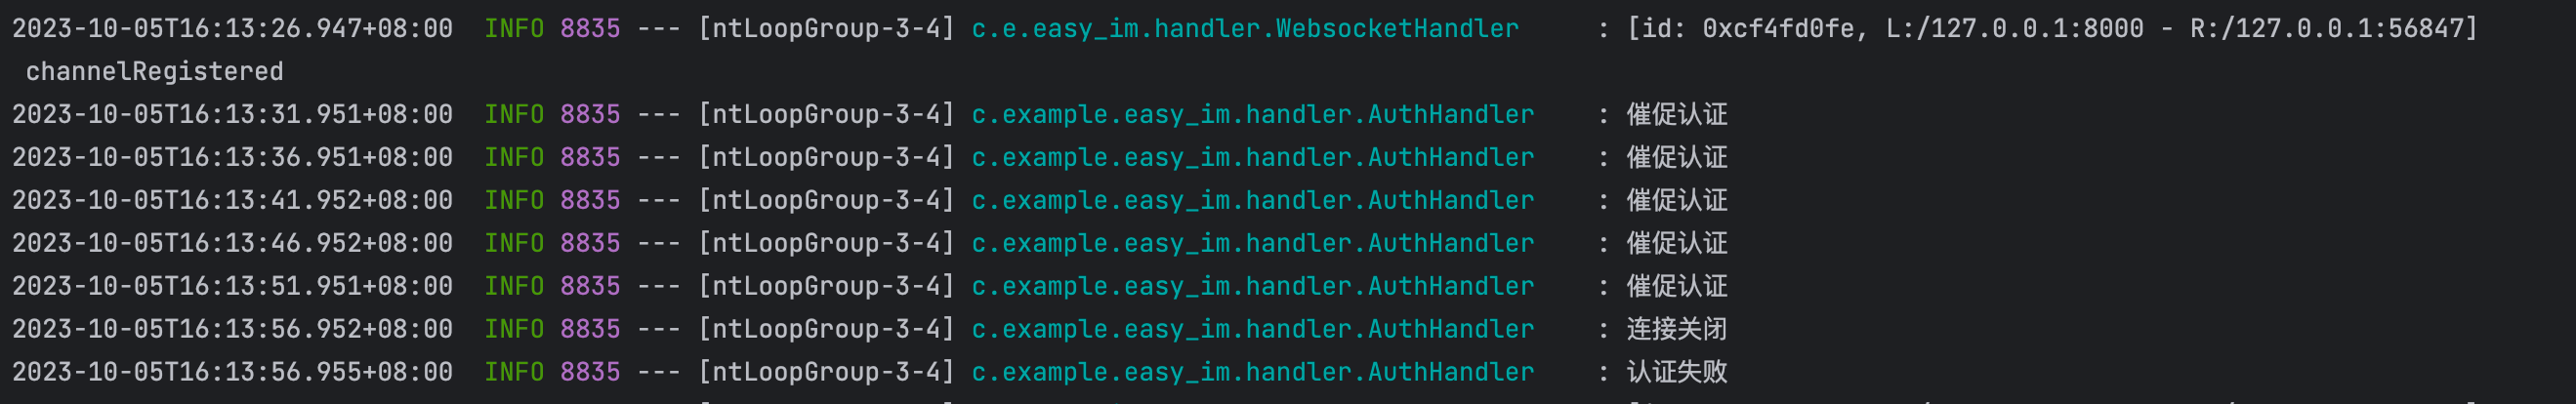 2023-10-05T16:13:26.947+08:00  INFO 8835 --- [ntLoopGroup-3-4] c.e.easy_im.handler.WebsocketHandler     : [id: 0xcf4fd0fe, L:/127.0.0.1:8000 - R:/127.0.0.1:56847]
 channelRegistered
2023-10-05T16:13:31.951+08:00  INFO 8835 --- [ntLoopGroup-3-4] c.example.easy_im.handler.AuthHandler    : 催促认证
2023-10-05T16:13:36.951+08:00  INFO 8835 --- [ntLoopGroup-3-4] c.example.easy_im.handler.AuthHandler    : 催促认证
2023-10-05T16:13:41.952+08:00  INFO 8835 --- [ntLoopGroup-3-4] c.example.easy_im.handler.AuthHandler    : 催促认证
2023-10-05T16:13:46.952+08:00  INFO 8835 --- [ntLoopGroup-3-4] c.example.easy_im.handler.AuthHandler    : 催促认证
2023-10-05T16:13:51.951+08:00  INFO 8835 --- [ntLoopGroup-3-4] c.example.easy_im.handler.AuthHandler    : 催促认证
2023-10-05T16:13:56.952+08:00  INFO 8835 --- [ntLoopGroup-3-4] c.example.easy_im.handler.AuthHandler    : 连接关闭
2023-10-05T16:13:56.955+08:00  INFO 8835 --- [ntLoopGroup-3-4] c.example.easy_im.handler.AuthHandler    : 认证失败